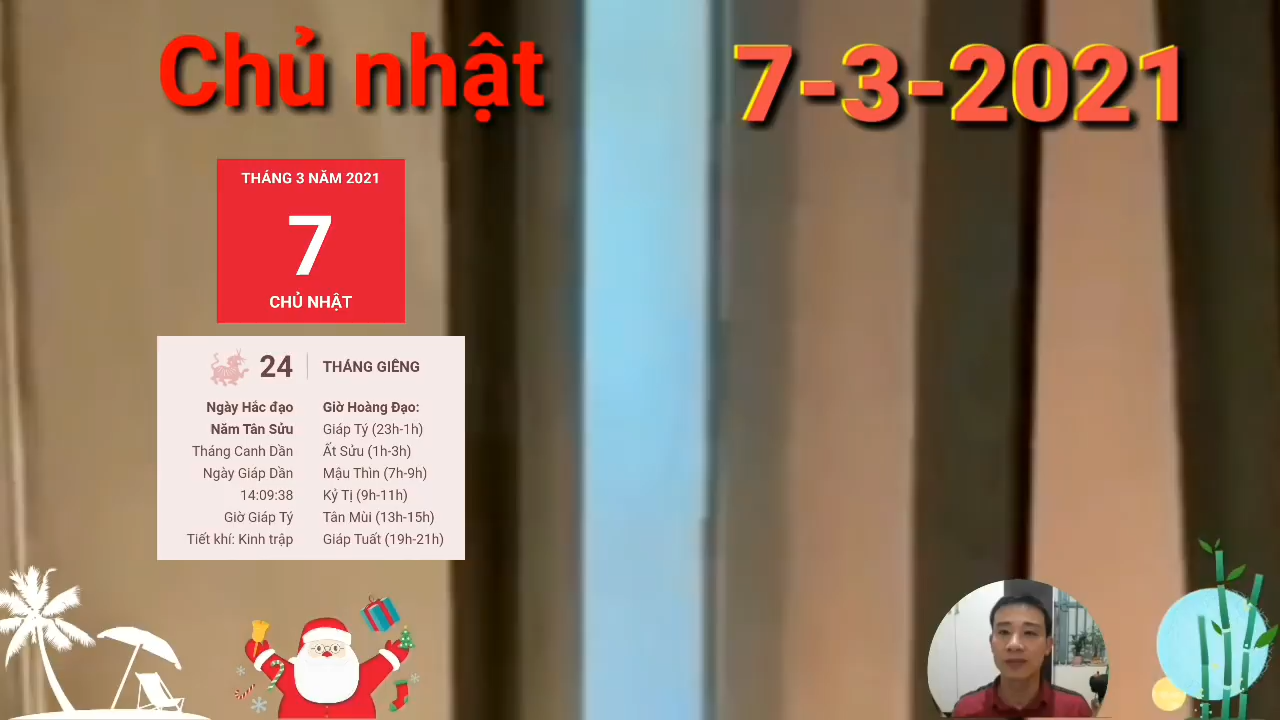 Chủ nhật
7-3-2021
THÁNG 3 NĂM 2021
7
CHỦ NHẬT
24
THÁNG GIÊNG
Ngày Hắc đạo
Năm Tân Sửu
Tháng Canh Dần
Ngày Giáp Dần
14:09:38
Giờ Giáp Tý
Tiết khí: Kinh trập
Giờ Hoàng Đạo:
Giáp Tý (23h-1h)
Ất Sửu (1h-3h)
Mậu Thìn (7h-9h)
Kỷ Tị (9h-11h)
Tân Mùi (13h-15h)
Giáp Tuất (19h-21h)